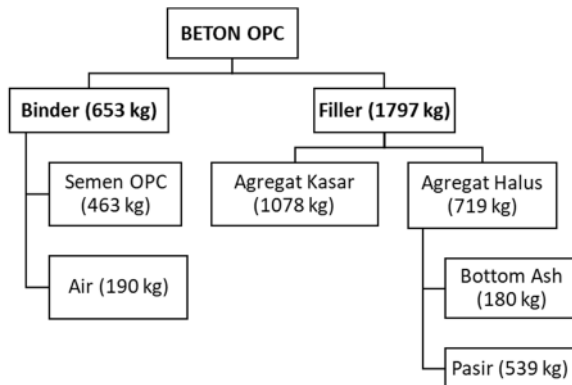 BETON OPC
Binder (653 kg)
Filler (1797 kg)
Semen OPC
(463 kg)
Agregat Kasar
(1078 kg)
Agregat Halus
(719 kg)
Air (190 kg)
Bottom Ash
(180 kg)
Pasir (539 kg)